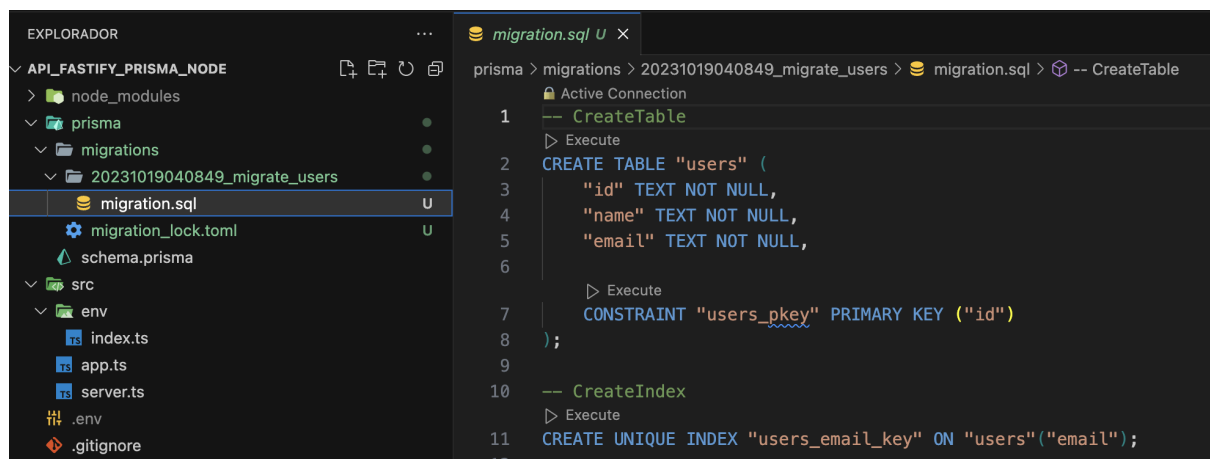 EXPLORADOR
API_FASTIFY_PRISMA_NODE
node_modules
prisma
migrations
20231019040849_migrate_users
migration.sql U
migration_lock.toml U
schema.prisma
src
env
TS index.ts
TS app.ts
TS server.ts
.env
.gitignore
migration.sql U
prisma > migrations > 20231019040849_migrate_users > migration.sql > -- CreateTable
Active Connection
1 -- CreateTable
Execute
2 CREATE TABLE "users" (
3 "id" TEXT NOT NULL,
4 "name" TEXT NOT NULL,
5 "email" TEXT NOT NULL,
6
Execute
7 CONSTRAINT "users_pkey" PRIMARY KEY ("id")
8 );
9
10 -- CreateIndex
Execute
11 CREATE UNIQUE INDEX "users_email_key" ON "users"("email");